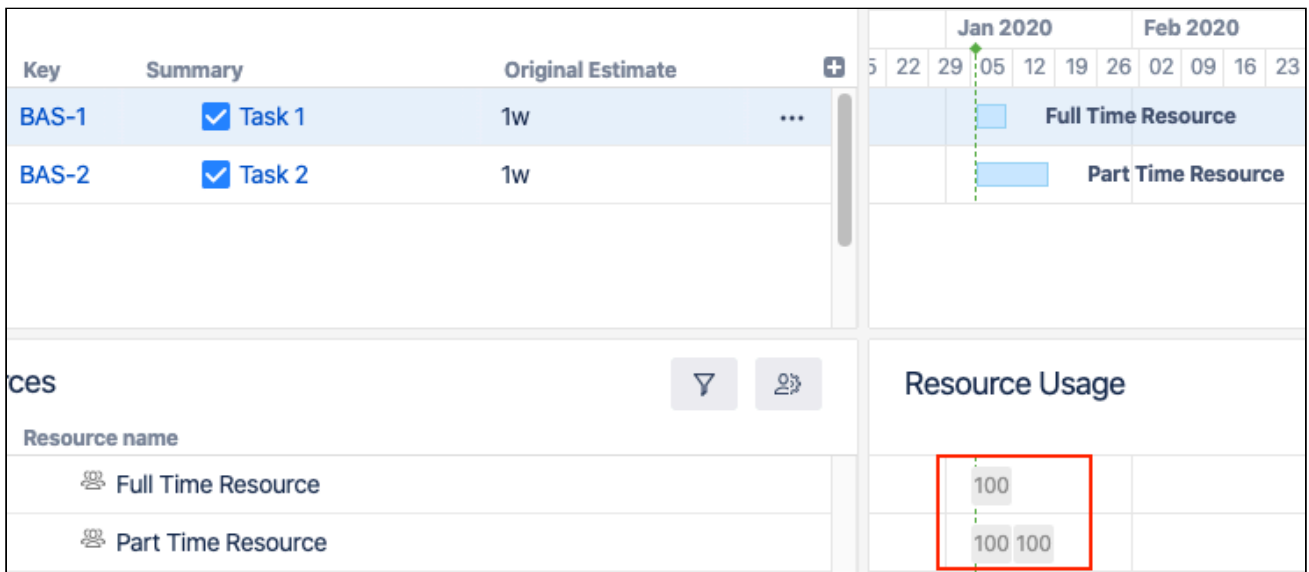 Jan 2020 Feb 2020
Key Summary Original Estimate 5 22 29 05 12 19 26 02 09 16 23
BAS-1 Task 1 1w ... Full Time Resource
BAS-2 Task 2 1w Part Time Resource
rces Resource Usage
Resource name
Full Time Resource 100
Part Time Resource 100 100